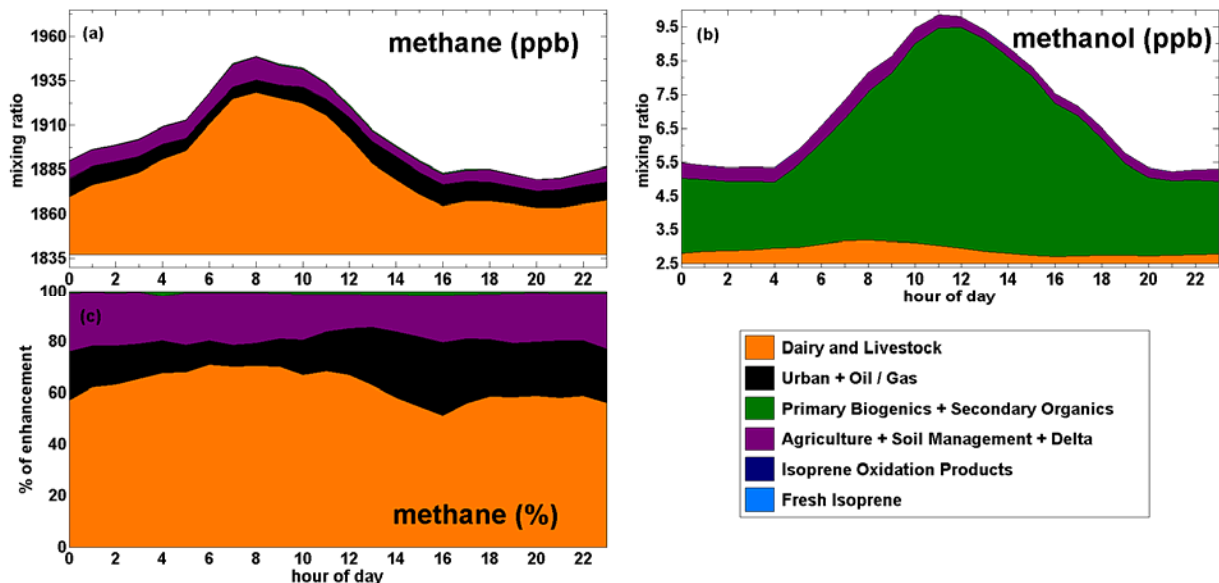 (a)
methane (ppb)
mixing ratio
1960
1935
1910
1885
1860
1835
0 2 4 6 8 10 12 14 16 18 20 22
(b)
methanol (ppb)
mixing ratio
9.5
8.5
7.5
6.5
5.5
4.5
3.5
2.5
0 2 4 6 8 10 12 14 16 18 20 22
hour of day
(c)
% of enhancement
100
80
60
40
20
0
methane (%)
0 2 4 6 8 10 12 14 16 18 20 22
hour of day
Dairy and Livestock
Urban + Oil / Gas
Primary Biogenics + Secondary Organics
Agriculture + Soil Management + Delta
Isoprene Oxidation Products
Fresh Isoprene